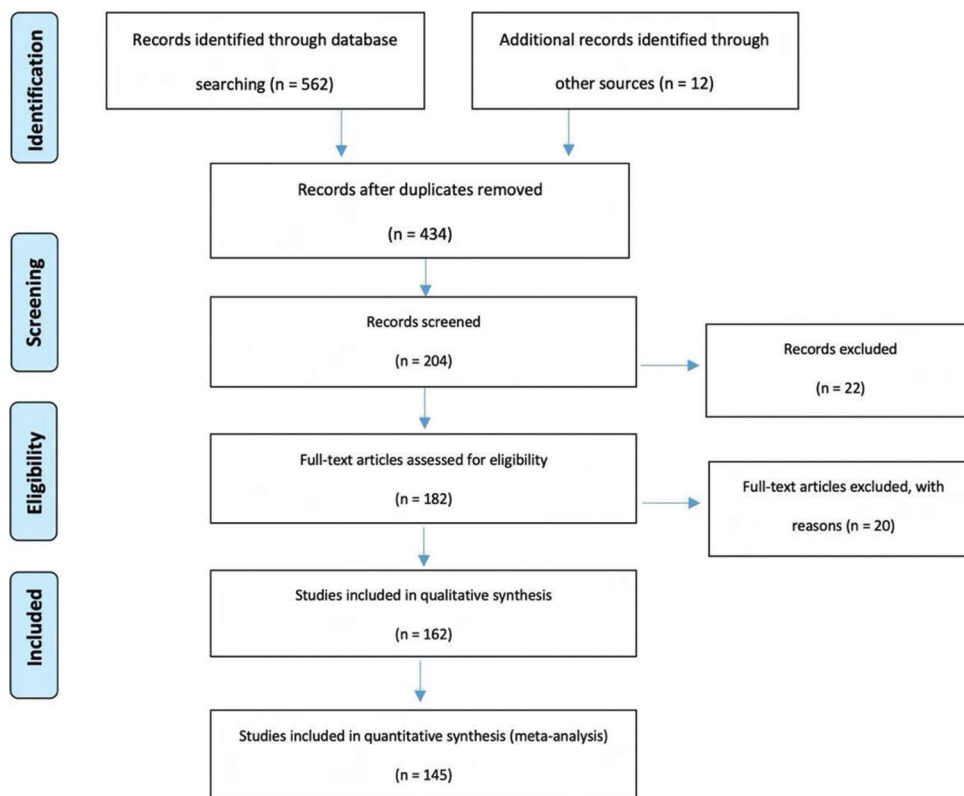 Identification
Records identified through database
searching (n = 562)
Additional records identified through
other sources (n = 12)
Records after duplicates removed
(n = 434)
Screening
Records screened
(n = 204)
Records excluded
(n = 22)
Eligibility
Full-text articles assessed for eligibility
(n = 182)
Full-text articles excluded, with
reasons (n = 20)
Included
Studies included in qualitative synthesis
(n = 162)
Studies included in quantitative synthesis (meta-analysis)
(n = 145)